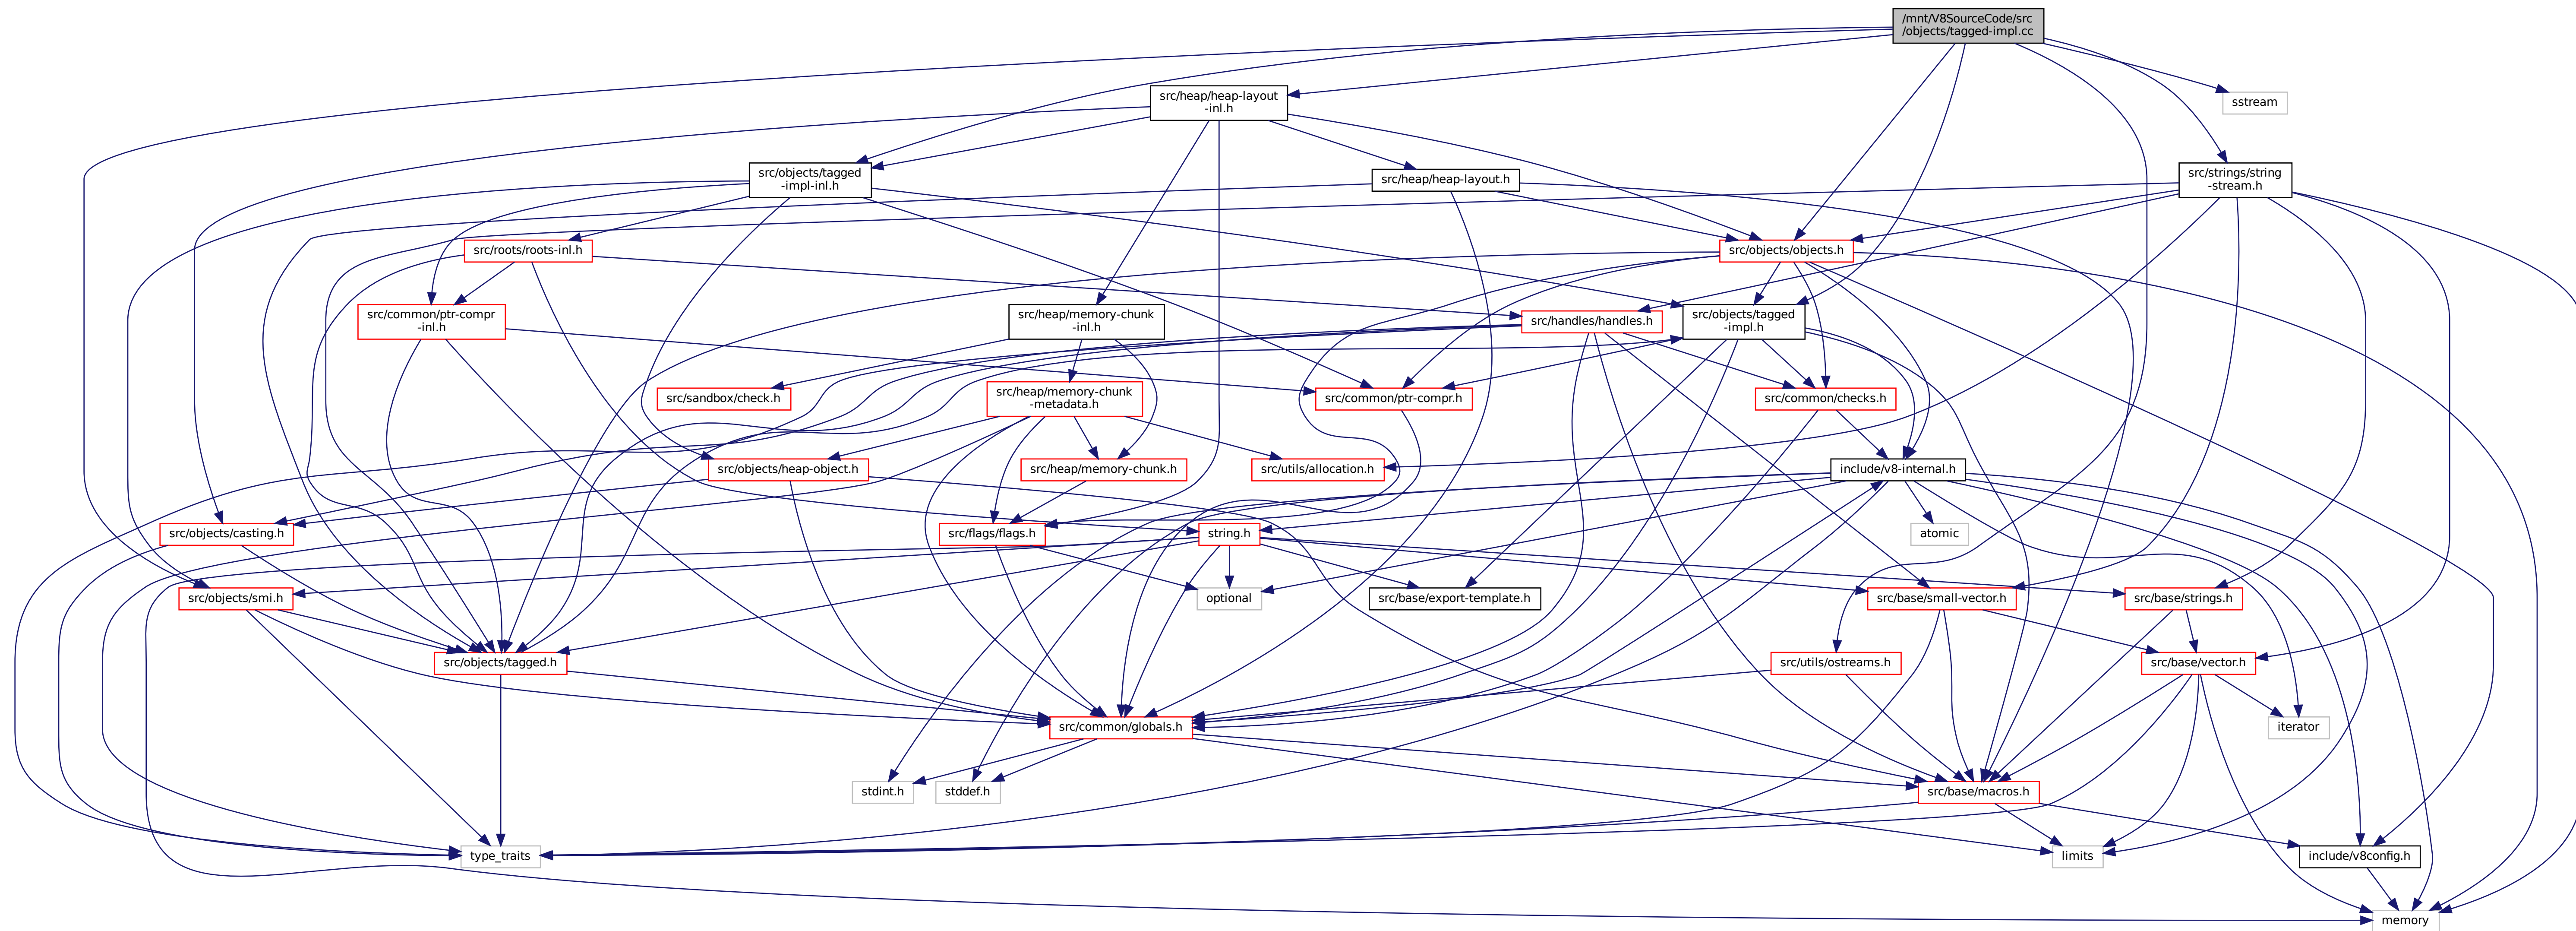 /mnt/V8SourceCode/src
/objects/tagged-impl.cc
src/heap/heap-layout
-inl.h
sstream
src/objects/tagged
-impl-inl.h
src/heap/heap-layout.h
src/strings/string
-stream.h
src/roots/roots-inl.h
src/objects/objects.h
src/common/ptr-compr
-inl.h
src/heap/memory-chunk
-inl.h
src/handles/handles.h
src/objects/tagged
-impl.h
src/sandbox/check.h
src/heap/memory-chunk
-metadata.h
src/common/ptr-compr.h
src/common/checks.h
src/objects/heap-object.h
src/heap/memory-chunk.h
src/utils/allocation.h
include/v8-internal.h
src/objects/casting.h
src/flags/flags.h
string.h
atomic
src/objects/smi.h
optional
src/base/export-template.h
src/base/small-vector.h
src/base/strings.h
src/objects/tagged.h
src/utils/ostreams.h
src/base/vector.h
src/common/globals.h
iterator
stdint.h
stddef.h
src/base/macros.h
type_traits
limits
include/v8config.h
memory